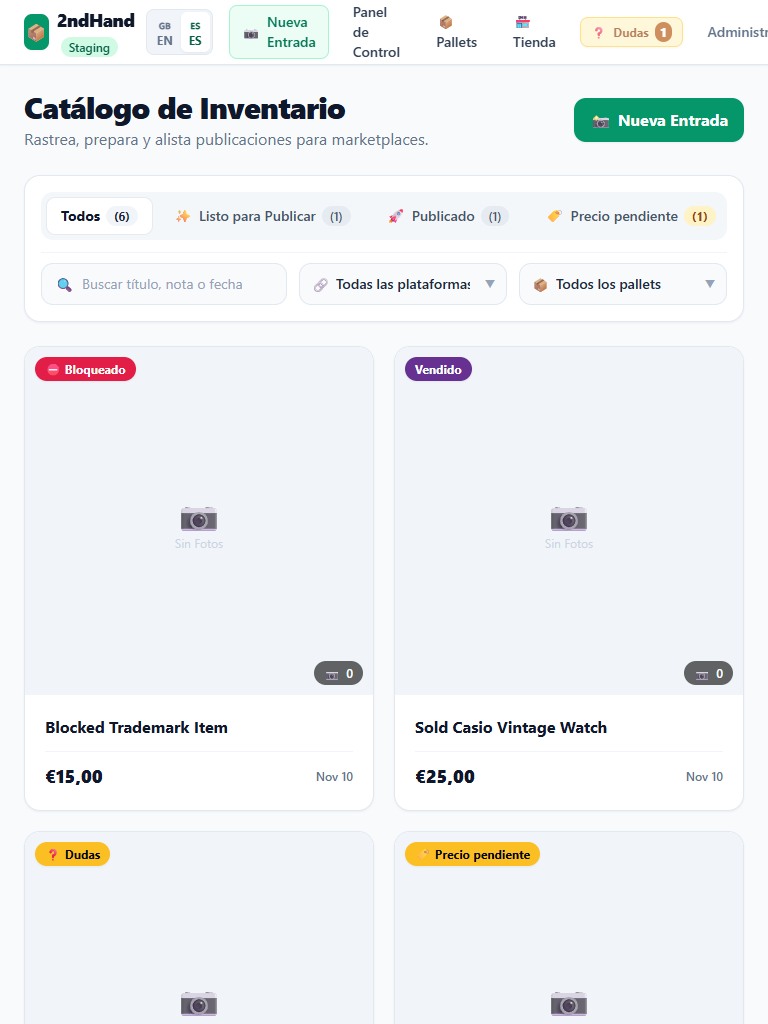 2ndHand
Staging
GB
EN
ES
ES
Nueva
Entrada
Panel
de
Control
Pallets
Tienda
Dudas 1
Administr
Catálogo de Inventario
Rastrea, prepara y alista publicaciones para marketplaces.
Nueva Entrada
Todos (6)
Listo para Publicar (1)
Publicado (1)
Precio pendiente (1)
Buscar título, nota o fecha
Todas las plataformas
Todos los pallets
Bloqueado
Sin Fotos
0
Blocked Trademark Item
€15,00
Nov 10
Vendido
Sin Fotos
0
Sold Casio Vintage Watch
€25,00
Nov 10
Dudas
Precio pendiente